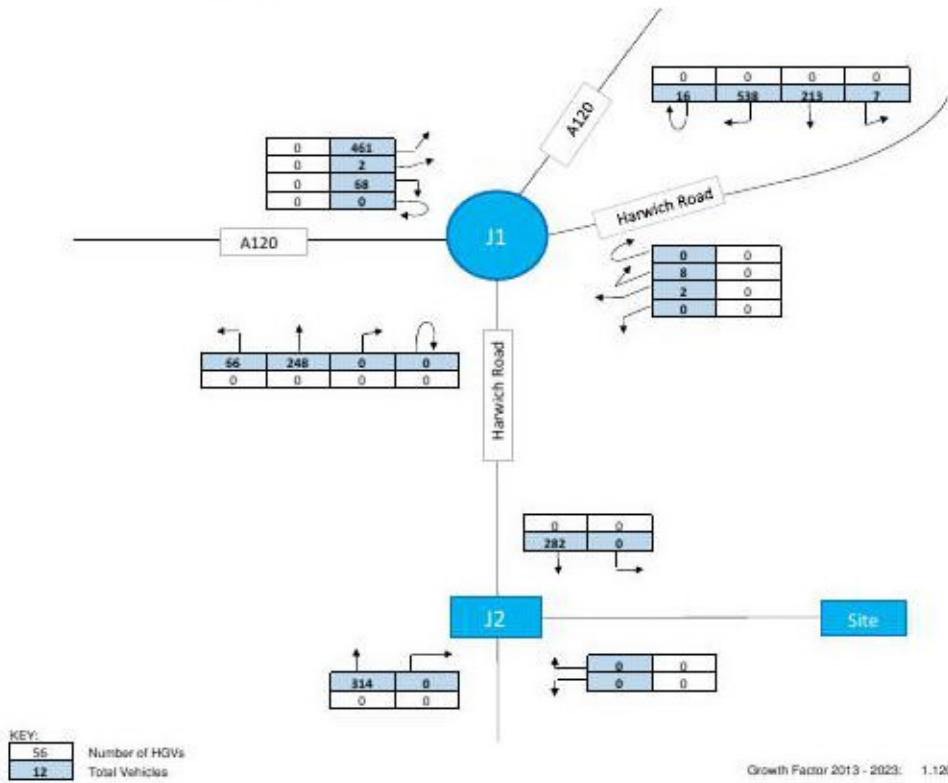 A120
0 0 0 0
16 538 213 7
0 461
0 2
0 68
0 0
J1
Harwich Road
A120
0 0
8 0
2 0
0 0
66 248 0 0
0 0 0 0
Harwich Road
0 0
282 0
J2
Site
314 0
0 0
0 0
0 0
KEY:
56 Number of HGVs
12 Total Vehicles
Growth Factor 2013 - 2023: